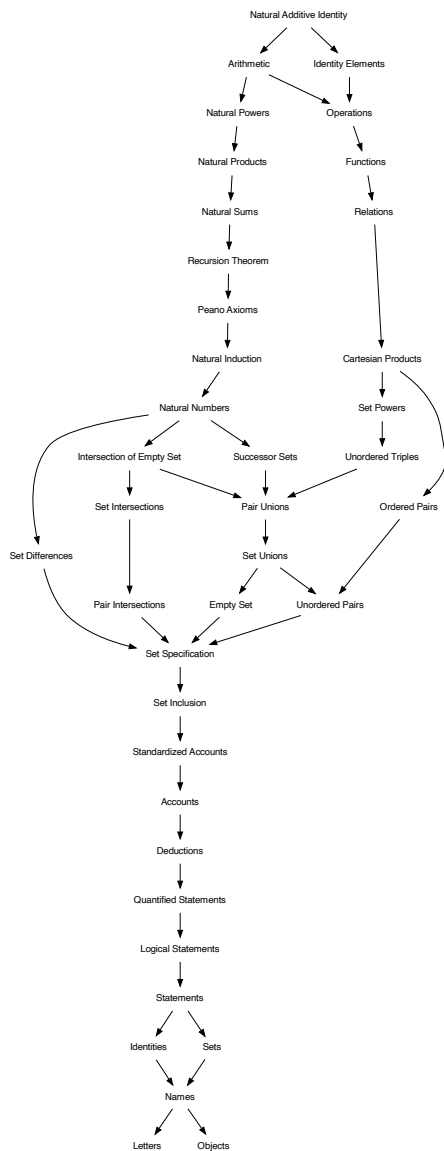 Natural Additive Identity
Arithmetic
Identity Elements
Natural Powers
Operations
Natural Products
Functions
Natural Sums
Relations
Recursion Theorem
Peano Axioms
Natural Induction
Cartesian Products
Natural Numbers
Set Powers
Intersection of Empty Set
Successor Sets
Unordered Triples
Set Intersections
Pair Unions
Ordered Pairs
Set Differences
Set Unions
Pair Intersections
Empty Set
Unordered Pairs
Set Specification
Set Inclusion
Standardized Accounts
Accounts
Deductions
Quantified Statements
Logical Statements
Statements
Identities
Sets
Names
Letters
Objects